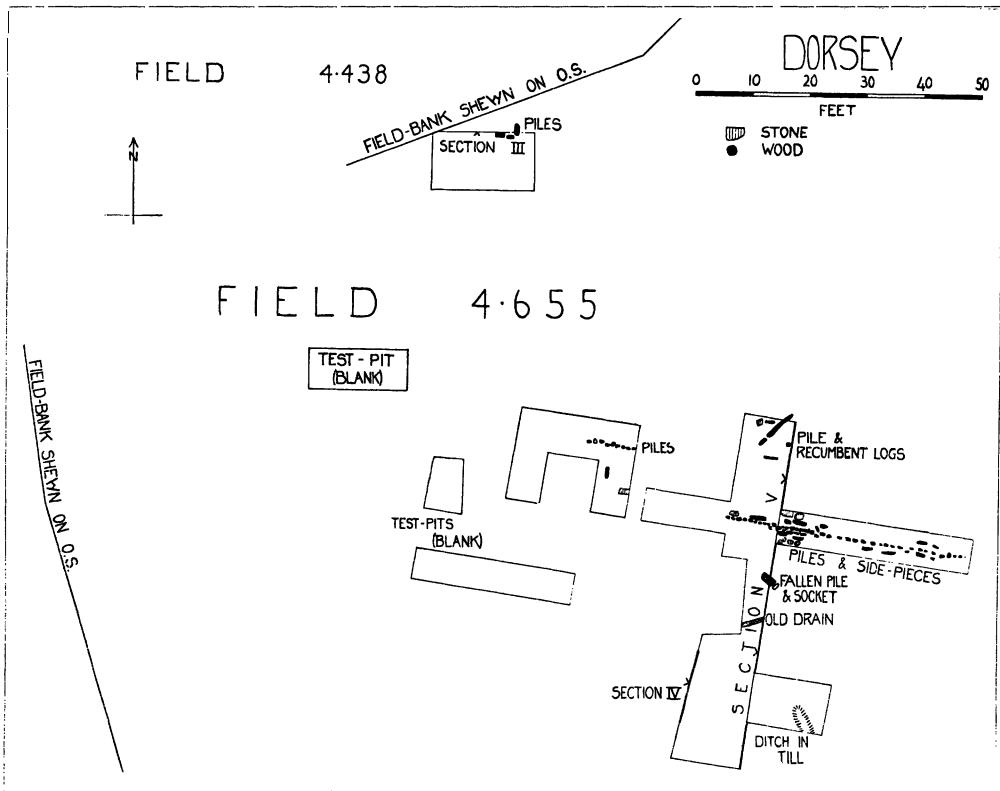 DORSEY
FIELD 4·438
0 10 20 30 40 50
FEET
STONE
WOOD
FIELD-BANK SHEWN ON O.S.
PILES
SECTION III
N
FIELD 4·655
TEST-PIT
(BLANK)
FIELD-BANK SHEWN ON O.S.
PILES
PILE &
RECUMBENT LOGS
TEST-PITS
(BLANK)
PILES & SIDE-PIECES
FALLEN PILE
& SOCKET
OLD DRAIN
SECTION V
SECTION IV
DITCH IN
TILL